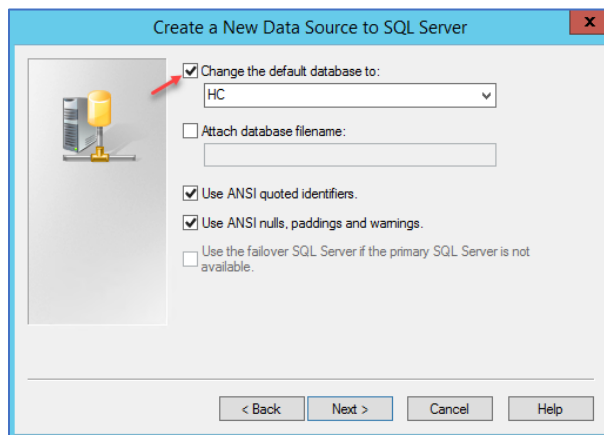 Create a New Data Source to SQL Server
x
Change the default database to:
HC
Attach database filename:
Use ANSI quoted identifiers.
Use ANSI nulls, paddings and warnings.
Use the failover SQL Server if the primary SQL Server is not
available.
< Back Next > Cancel Help